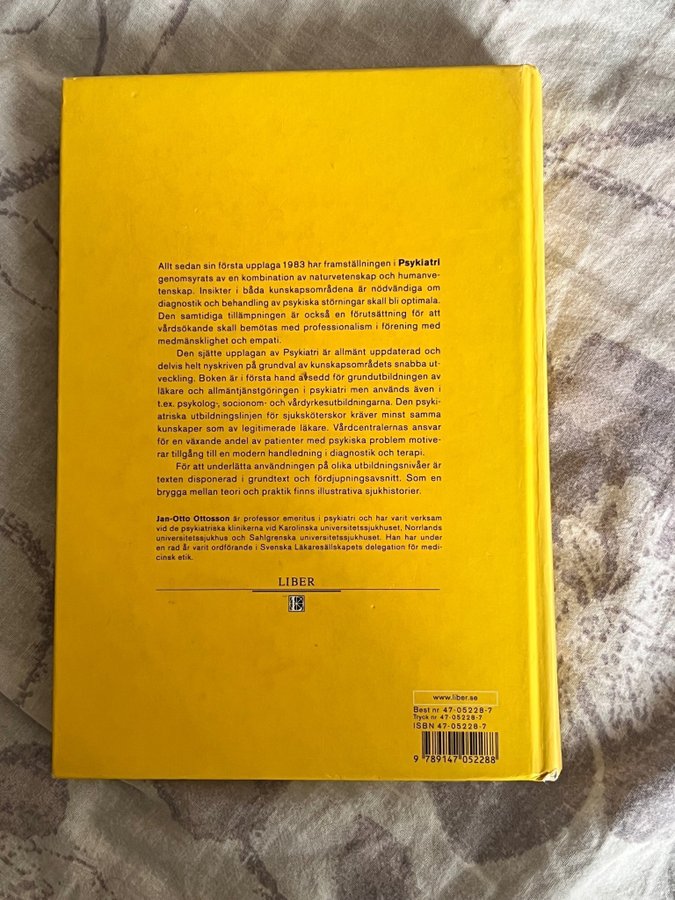 Allt sedan sin första upplaga 1983 har framställningen i Psykiatri
genomsyrats av en kombination av naturvetenskap och humanve-
tenskap. Insikter i båda kunskapsområdena är nödvändiga om
diagnostik och behandling av psykiska störningar skall bli optimala.
Den samtidiga tillämpningen är också en förutsättning för att
vårdsökande skall bemötas med professionalism i förening med
medmänsklighet och empati.
Den sjätte upplagan av Psykiatri är allmänt uppdaterad och
delvis helt nyskriven på grundval av kunskapsområdets snabba ut-
veckling. Boken är i första hand avsedd för grundutbildningen av
läkare och allmäntjänstgöringen i psykiatri men används även i
t.ex. psykolog-, socionom- och vårdyrkesutbildningarna. Den psyki-
atriska utbildningslinjen för sjuksköterskor kräver minst samma
kunskaper som av legitimerade läkare. Vårdcentralernas ansvar
för en växande andel av patienter med psykiska problem motive-
rar tillgång till en modern handledning i diagnostik och terapi.
För att underlätta användningen på olika utbildningsnivåer är
texten disponerad i grundtext och fördjupningsavsnitt. Som en
brygga mellan teori och praktik finns illustrativa sjukhistorier.
Jan-Otto Ottosson är professor emeritus i psykiatri och har varit verksam
vid de psykiatriska klinikerna vid Karolinska universitetssjukhuset, Norrlands
universitetssjukhus och Sahlgrenska universitetssjukhuset. Han har under
en rad år varit ordförande i Svenska Läkaresällskapets delegation för medi-
cinsk etik.
LIBER
www.liber.se
Best nr 47-05228-7
Tryck nr 47-05228-7
ISBN 47-05228-7
9 789147 052288